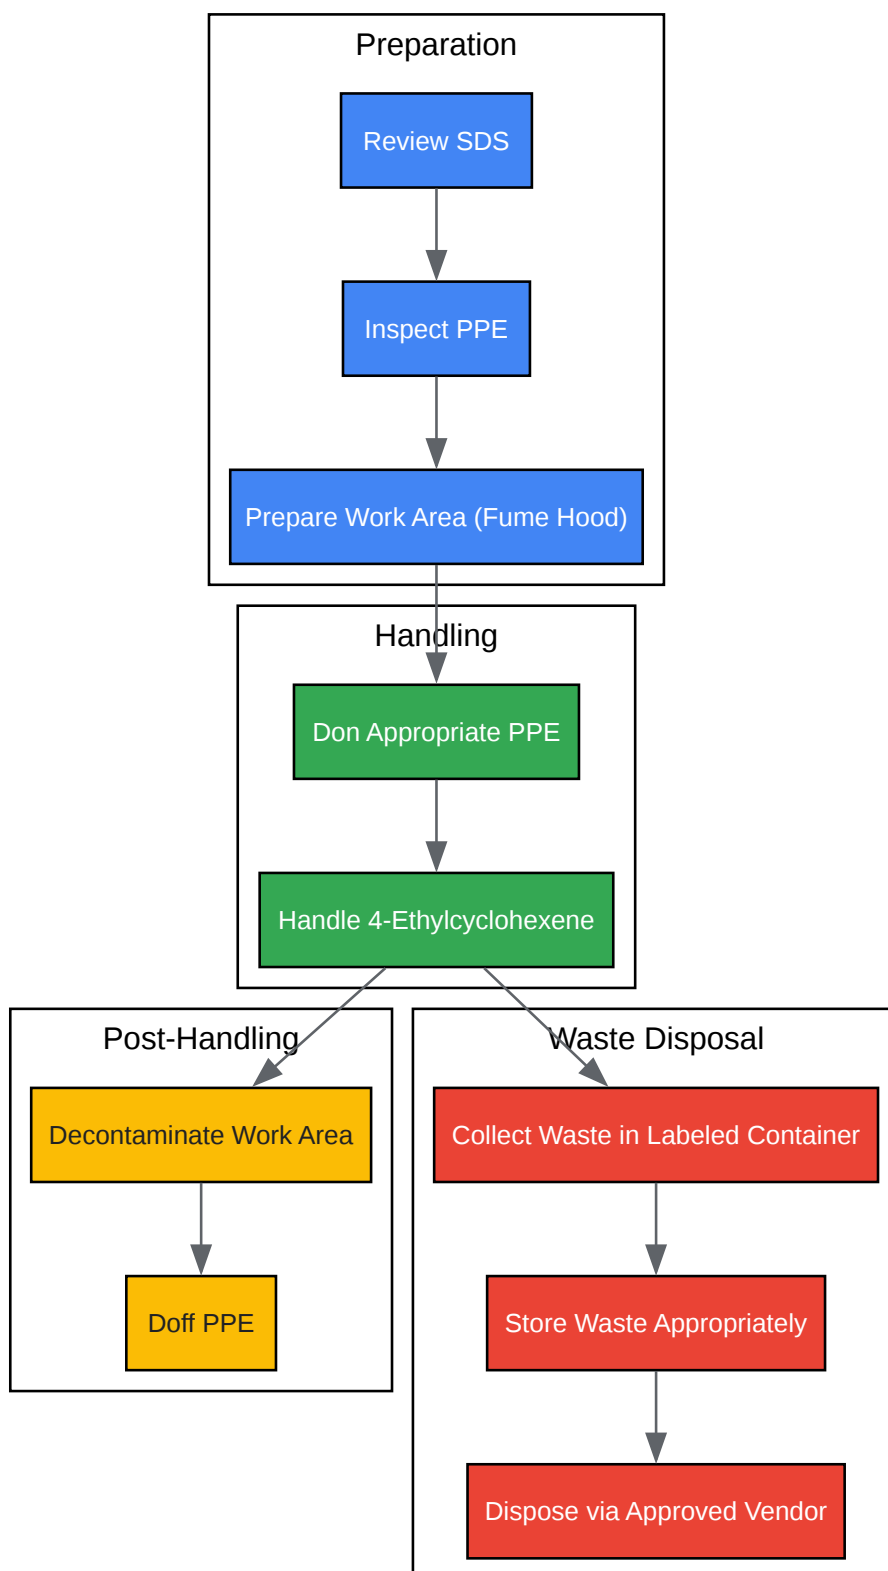 Preparation
Review SDS
Inspect PPE
Prepare Work Area (Fume Hood)
Handling
Don Appropriate PPE
Handle 4-Ethylcyclohexene
Post-Handling
Decontaminate Work Area
Doff PPE
Waste Disposal
Collect Waste in Labeled Container
Store Waste Appropriately
Dispose via Approved Vendor